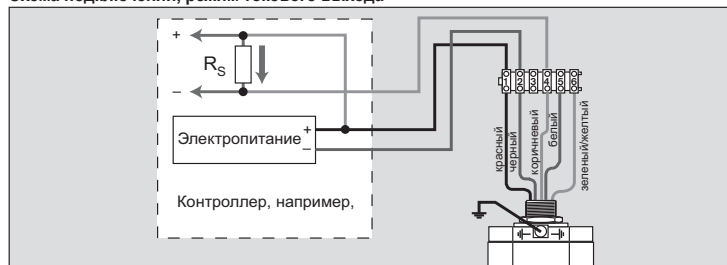 Схема подключения, режим токового выхода
+
RS
–
Электропитание
+
–
Контроллер, например,
1 2 3 4 5 6
красный
черный
коричневый
белый
зеленый/желтый